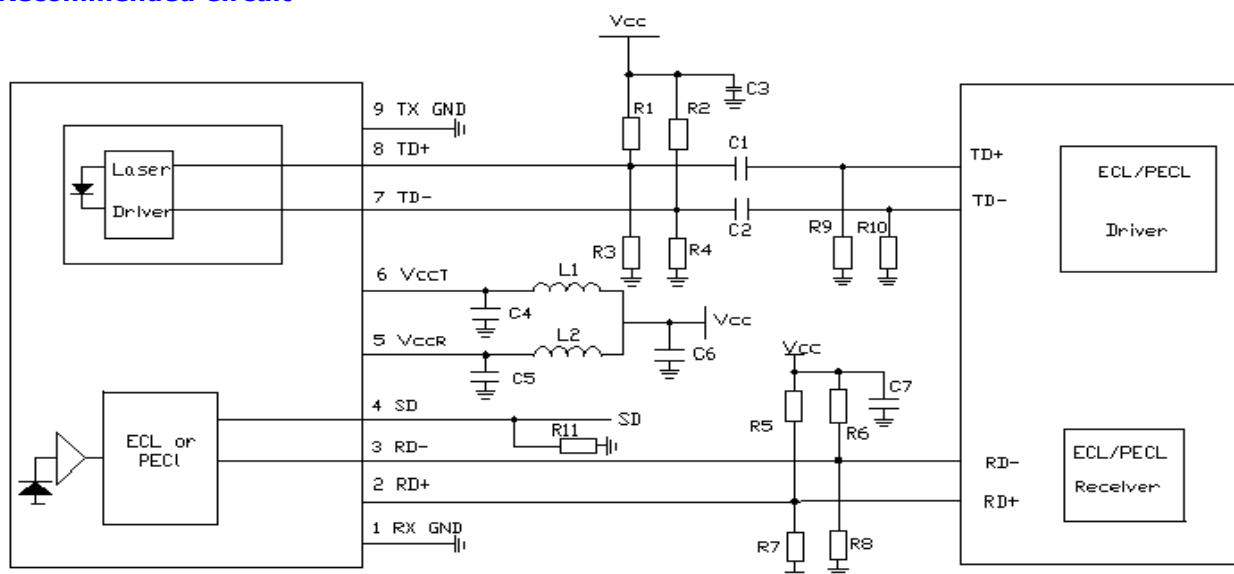 Recommended Circuit
Vcc
C3
R1
R2
9 TX GND
8 TD+
C1
TD+
Laser
Driver
ECL/PECL
Driver
7 TD-
C2
TD-
R3
R4
R9
R10
6 VccT
L1
C4
Vcc
5 VccR
L2
C6
C5
Vcc
C7
4 SD
SD
R5
R6
R11
ECL or
PECl
3 RD-
RD-
ECL/PECL
Receiver
2 RD+
RD+
1 RX GND
R7
R8